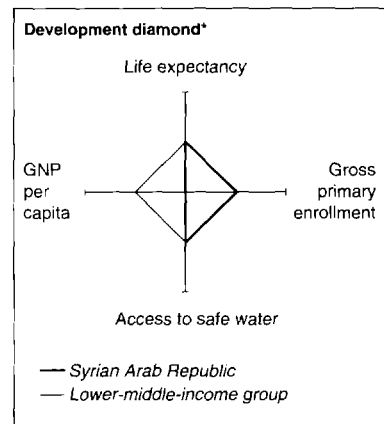 Development diamond*
Life expectancy
GNP
per
capita
Gross
primary
enrollment
Access to safe water
Syrian Arab Republic
Lower-middle-income group